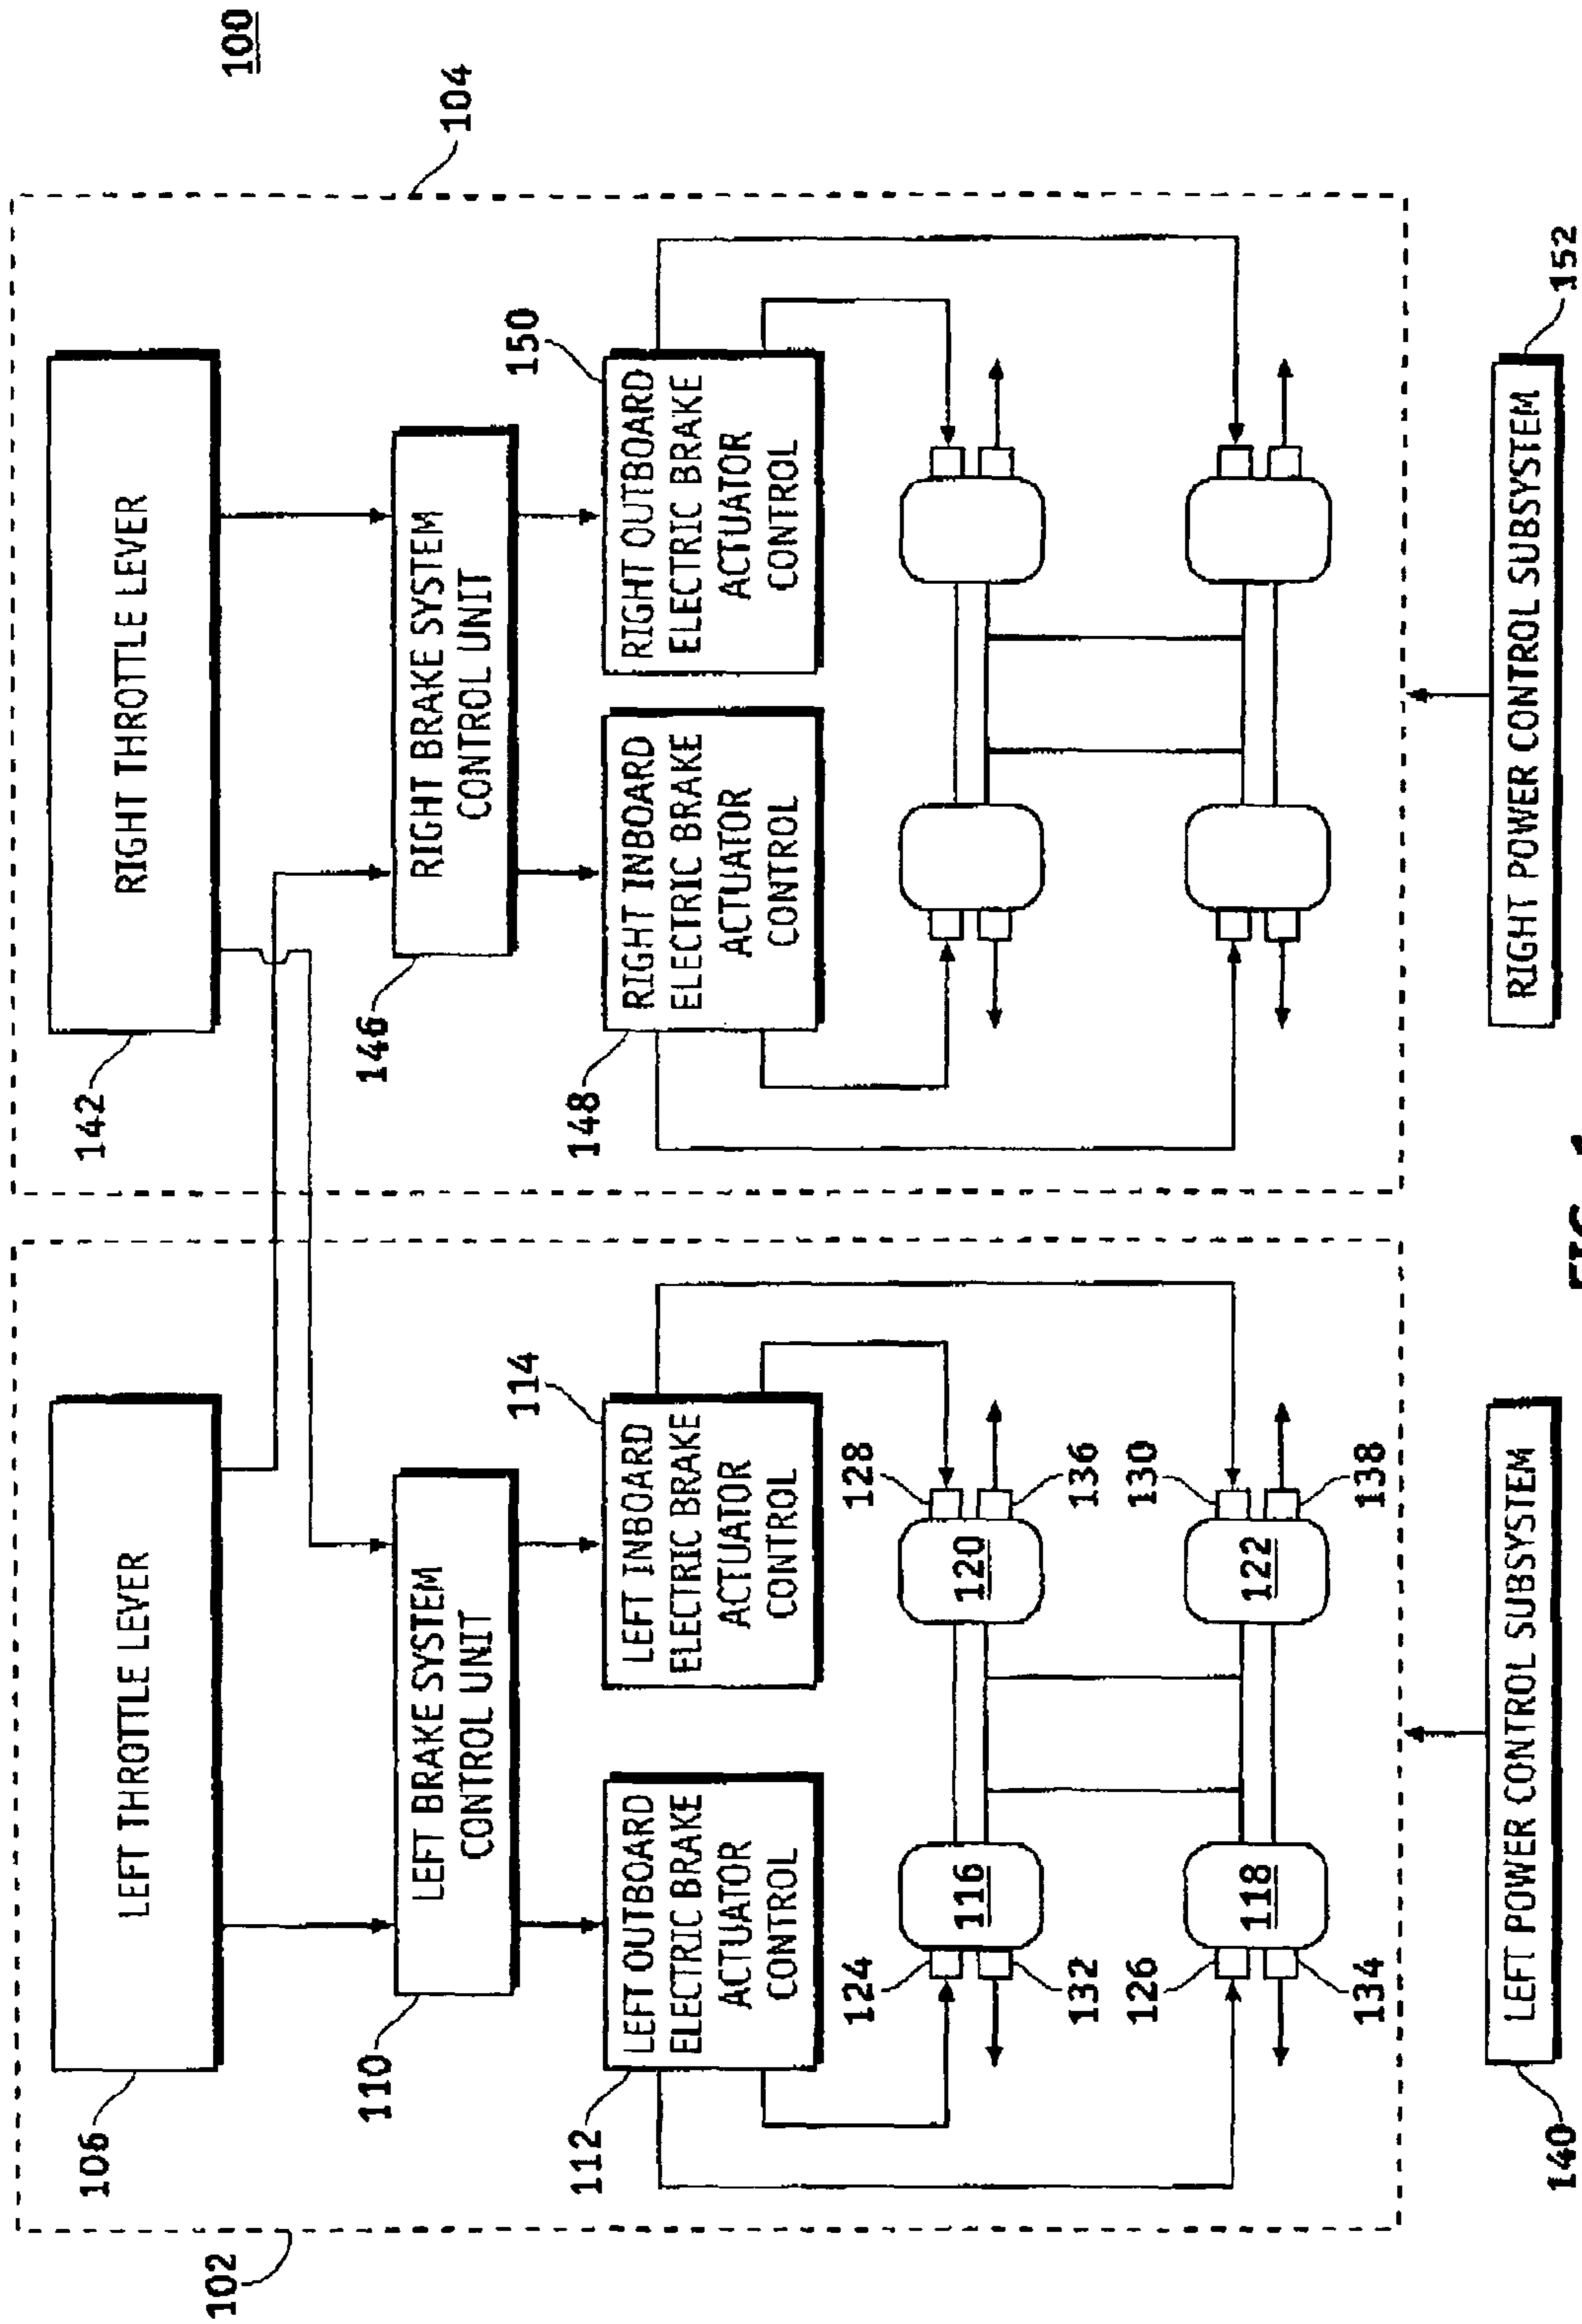 100
102
104
106
LEFT THROTTLE LEVER
142
RIGHT THROTTLE LEVER
110
LEFT BRAKE SYSTEM
CONTROL UNIT
146
RIGHT BRAKE SYSTEM
CONTROL UNIT
112
LEFT OUTBOARD
ELECTRIC BRAKE
ACTUATOR
CONTROL
114
LEFT INBOARD
ELECTRIC BRAKE
ACTUATOR
CONTROL
148
RIGHT INBOARD
ELECTRIC BRAKE
ACTUATOR
CONTROL
150
RIGHT OUTBOARD
ELECTRIC BRAKE
ACTUATOR
CONTROL
124
116
120
128
132
136
126
118
122
130
134
138
140
LEFT POWER CONTROL SUBSYSTEM
RIGHT POWER CONTROL SUBSYSTEM
152